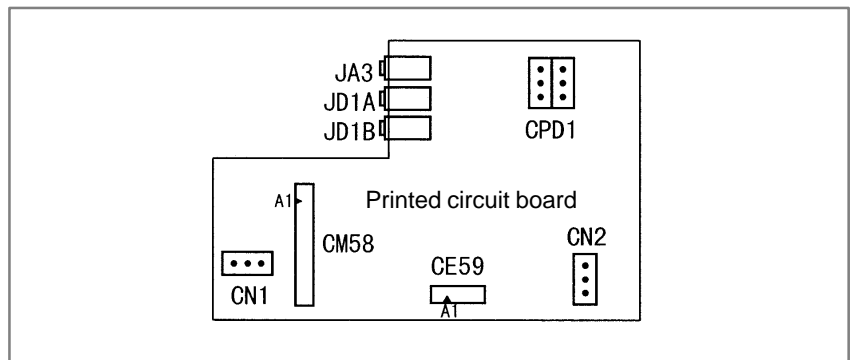 JA3
JD1A
JD1B
CPD1
A1
Printed circuit board
CM58
CN1
CE59
A1
CN2